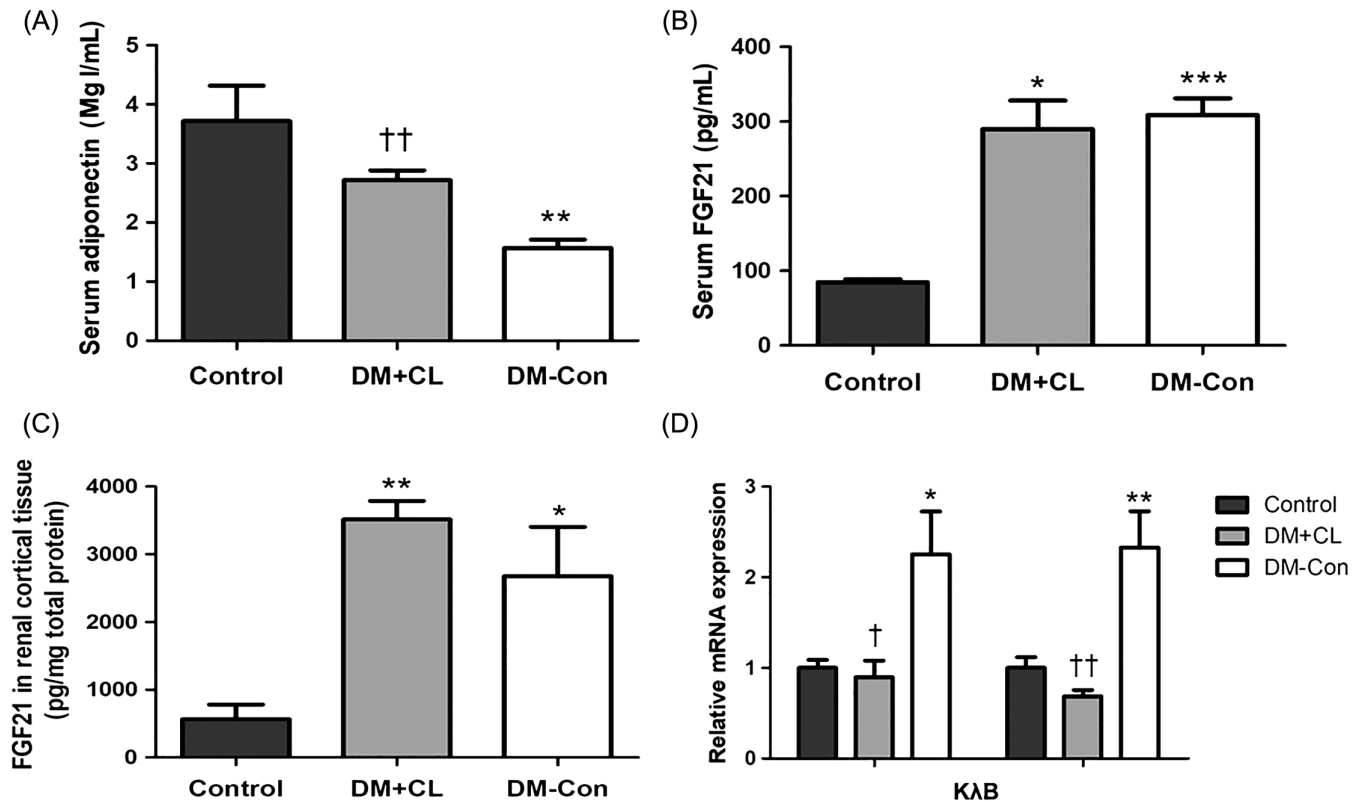 (A)
Serum adiponectin (Mg l/mL)
5
4
3
2
1
0
††
**
Control
DM+CL
DM-Con
(B)
Serum FGF21 (pg/mL)
400
300
200
100
0
*
***
Control
DM+CL
DM-Con
(C)
FGF21 in renal cortical tissue
(pg/mg total protein)
4000
3000
2000
1000
0
**
*
Control
DM+CL
DM-Con
(D)
Relative mRNA expression
3
2
1
0
†
*
††
**
KλB
Control
DM+CL
DM-Con